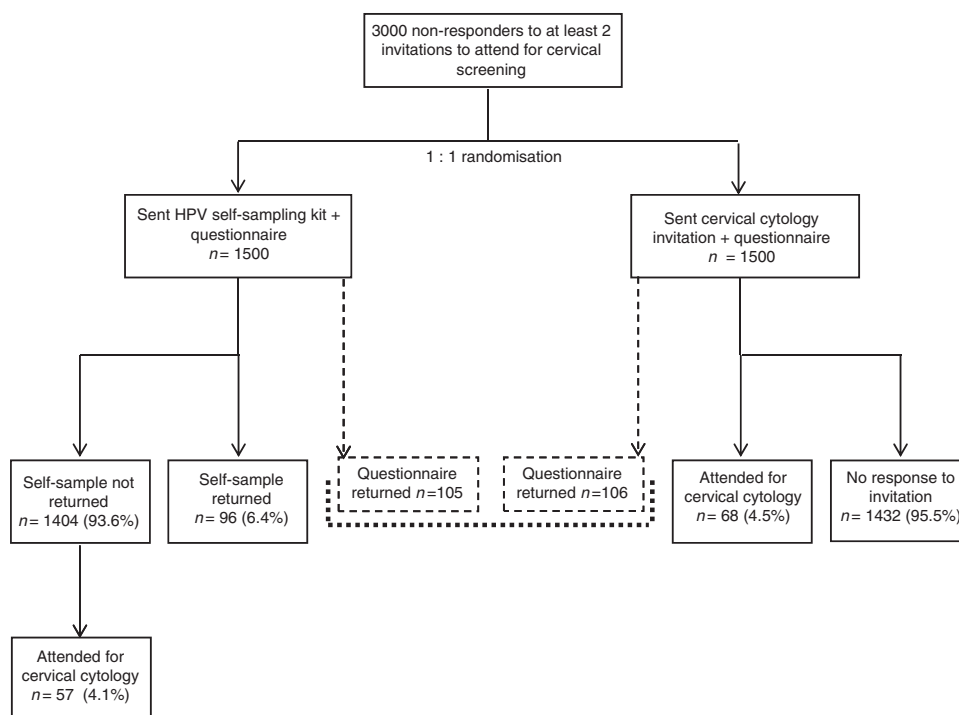 3000 non-responders to at least 2
invitations to attend for cervical
screening
1 : 1 randomisation
Sent HPV self-sampling kit +
questionnaire
n= 1500
Sent cervical cytology
invitation + questionnaire
n = 1500
Self-sample not
returned
n= 1404 (93.6%)
Self-sample
returned
n= 96 (6.4%)
Questionnaire
returned n=105
Questionnaire
returned n=106
Attended for
cervical cytology
n= 68 (4.5%)
No response to
invitation
n= 1432 (95.5%)
Attended for
cervical cytology
n= 57 (4.1%)